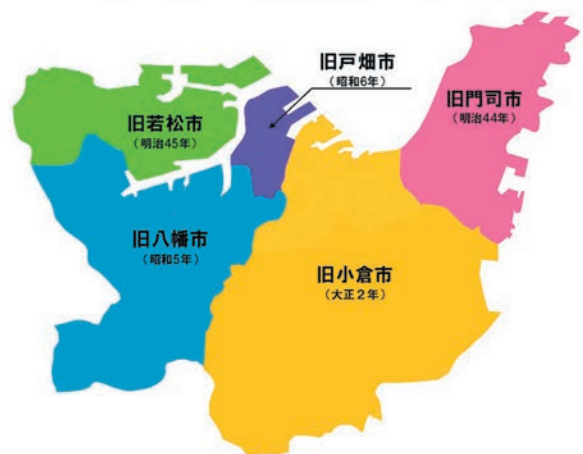 旧戸畑市
（昭和6年）
旧門司市
（明治44年）
旧若松市
（明治45年）
旧八幡市
（昭和5年）
旧小倉市
（大正２年）